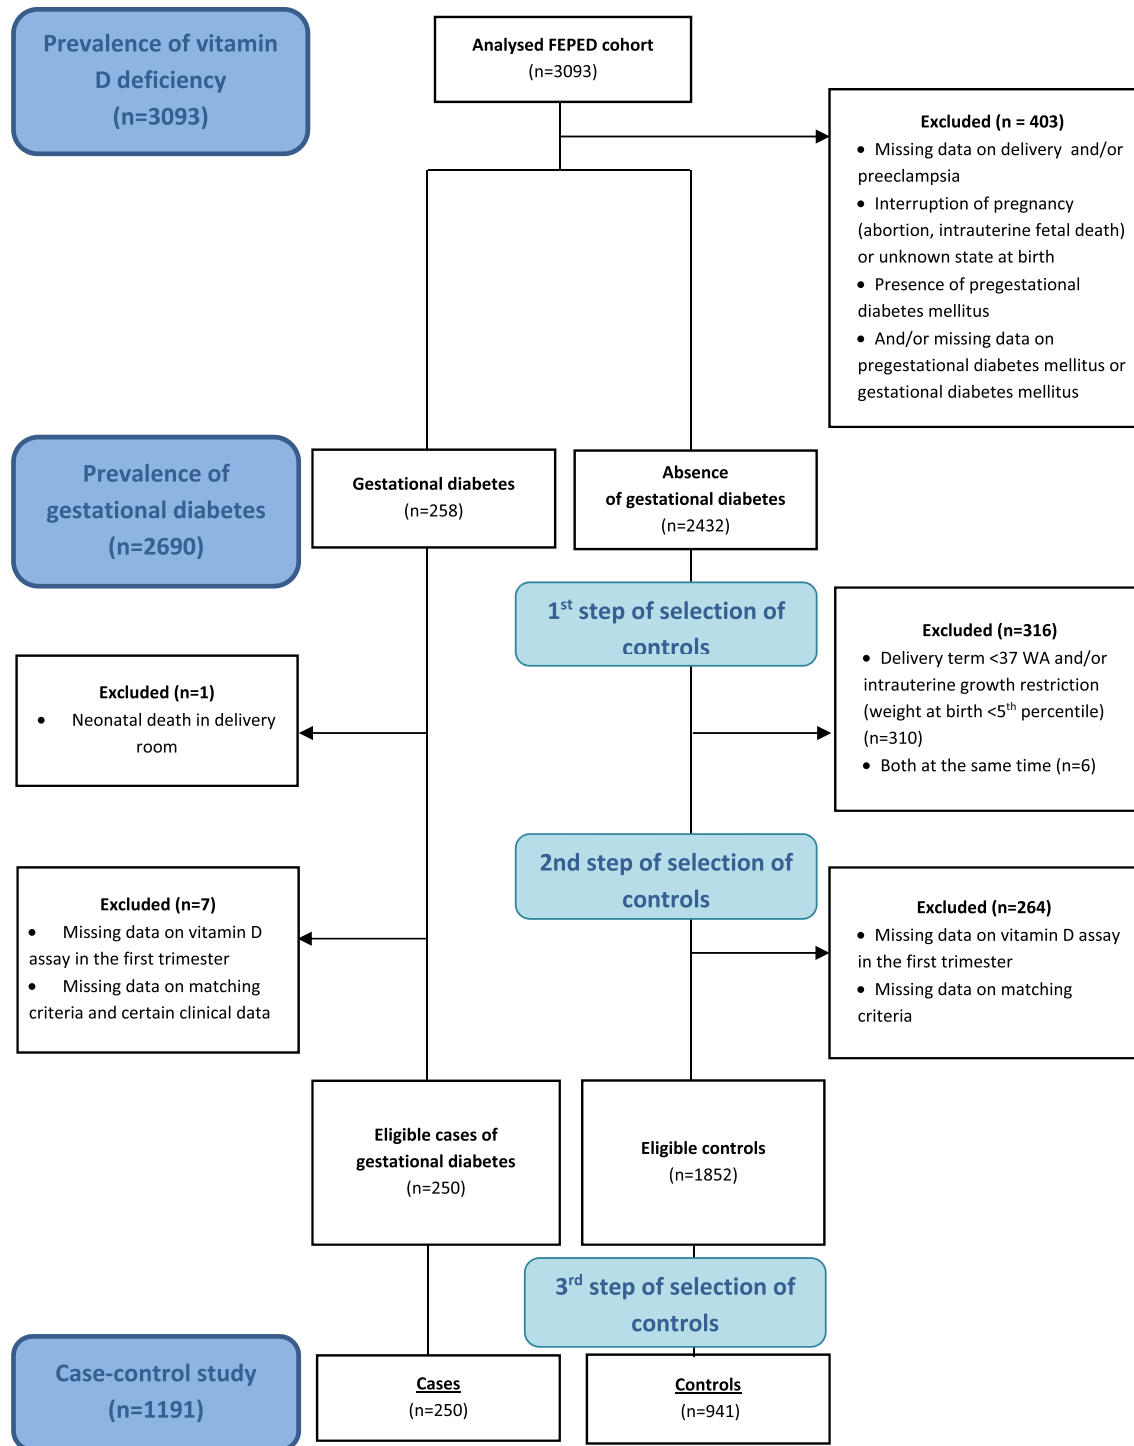 Prevalence of vitamin
D deficiency
(n=3093)
Analysed FEPED cohort
(n=3093)
Excluded (n = 403)
• Missing data on delivery and/or
preeclampsia
• Interruption of pregnancy
(abortion, intrauterine fetal death)
or unknown state at birth
• Presence of pregestational
diabetes mellitus
• And/or missing data on
pregestational diabetes mellitus or
gestational diabetes mellitus
Prevalence of
gestational diabetes
(n=2690)
Gestational diabetes
(n=258)
Absence
of gestational diabetes
(n=2432)
1st step of selection of
controls
Excluded (n=316)
• Delivery term <37 WA and/or
intrauterine growth restriction
(weight at birth <5th percentile)
(n=310)
• Both at the same time (n=6)
Excluded (n=1)
• Neonatal death in delivery
room
2nd step of selection of
controls
Excluded (n=7)
• Missing data on vitamin D
assay in the first trimester
• Missing data on matching
criteria and certain clinical data
Excluded (n=264)
• Missing data on vitamin D assay
in the first trimester
• Missing data on matching
criteria
Eligible cases of
gestational diabetes
(n=250)
Eligible controls
(n=1852)
3rd step of selection of
controls
Case-control study
(n=1191)
Cases
(n=250)
Controls
(n=941)